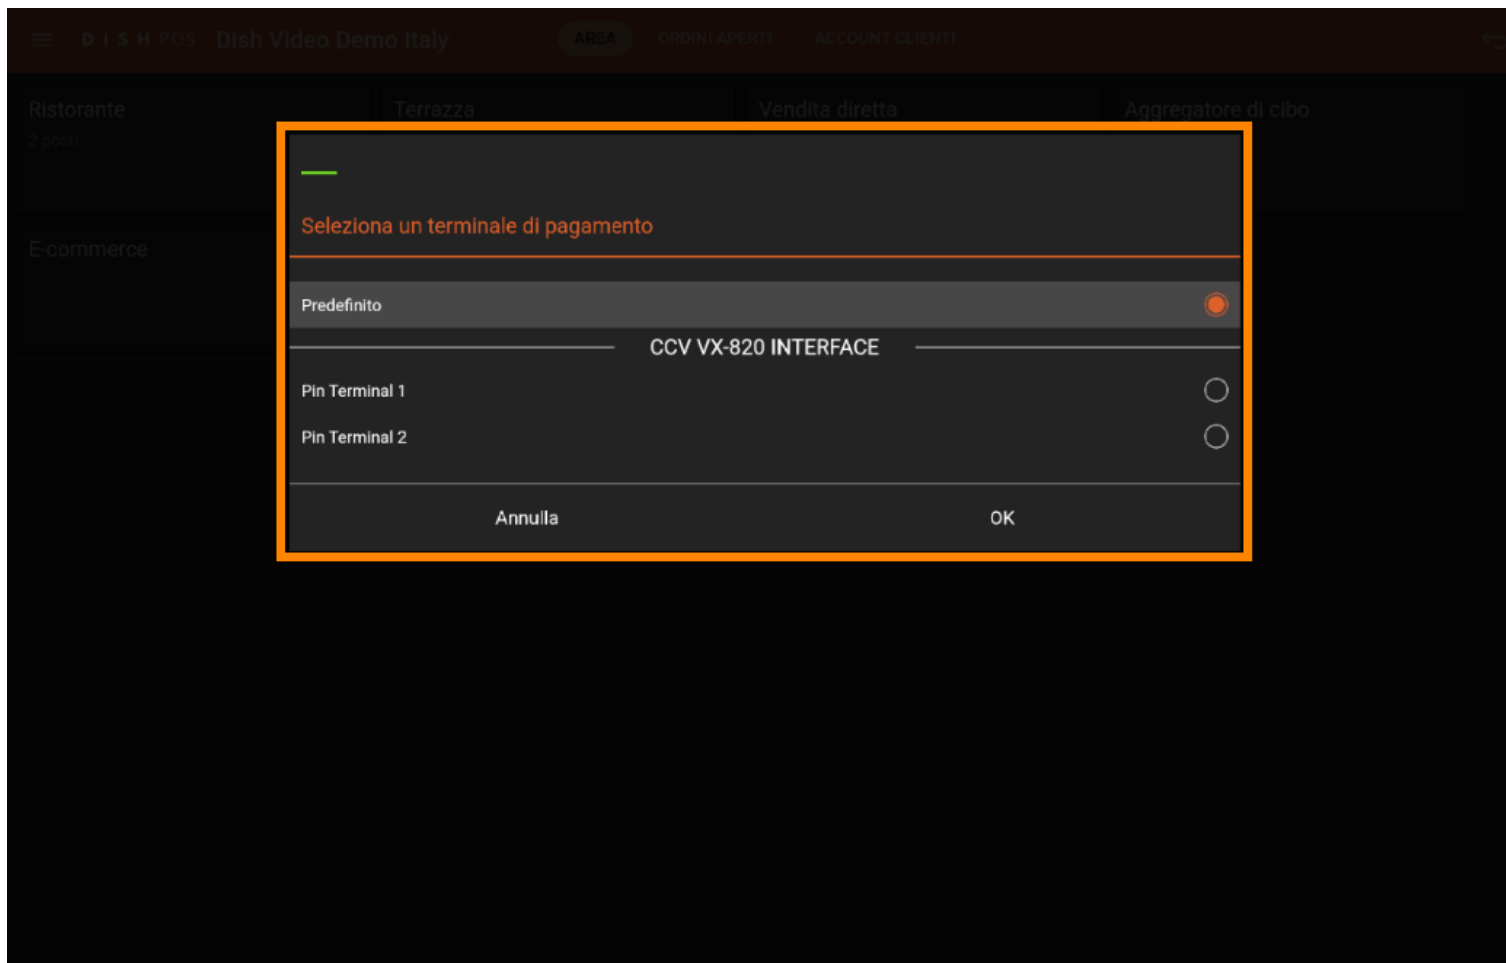 DISH POS Dish Video Demo Italy AREA ORDINI APERTI ACCOUNT CLIENTI
Ristorante Terrazza Vendita diretta Aggregatore di cibo
2 posti
Seleziona un terminale di pagamento
E-commerce
Predefinito
CCV VX-820 INTERFACE
Pin Terminal 1
Pin Terminal 2
Annulla OK